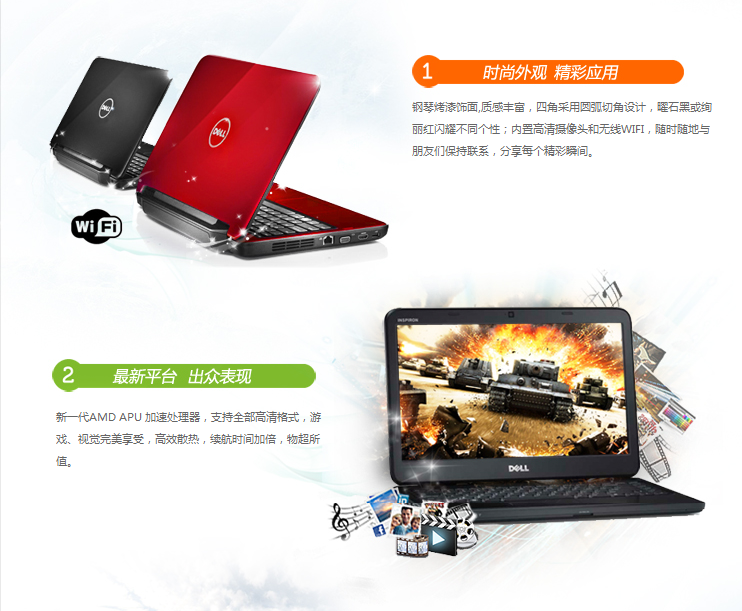 DELL
DELL
WiFi
1 时尚外观 精彩应用
钢琴烤漆饰面,质感丰富，四角采用圆弧切角设计，曜石黑或绚
丽红闪耀不同个性；内置高清摄像头和无线WIFI，随时随地与
朋友们保持联系，分享每个精彩瞬间。
2 最新平台 出众表现
新一代AMD APU 加速处理器，支持全部高清格式，游
戏、视觉完美享受，高效散热，续航时间加倍，物超所
值。
INSPIRON
DELL
f